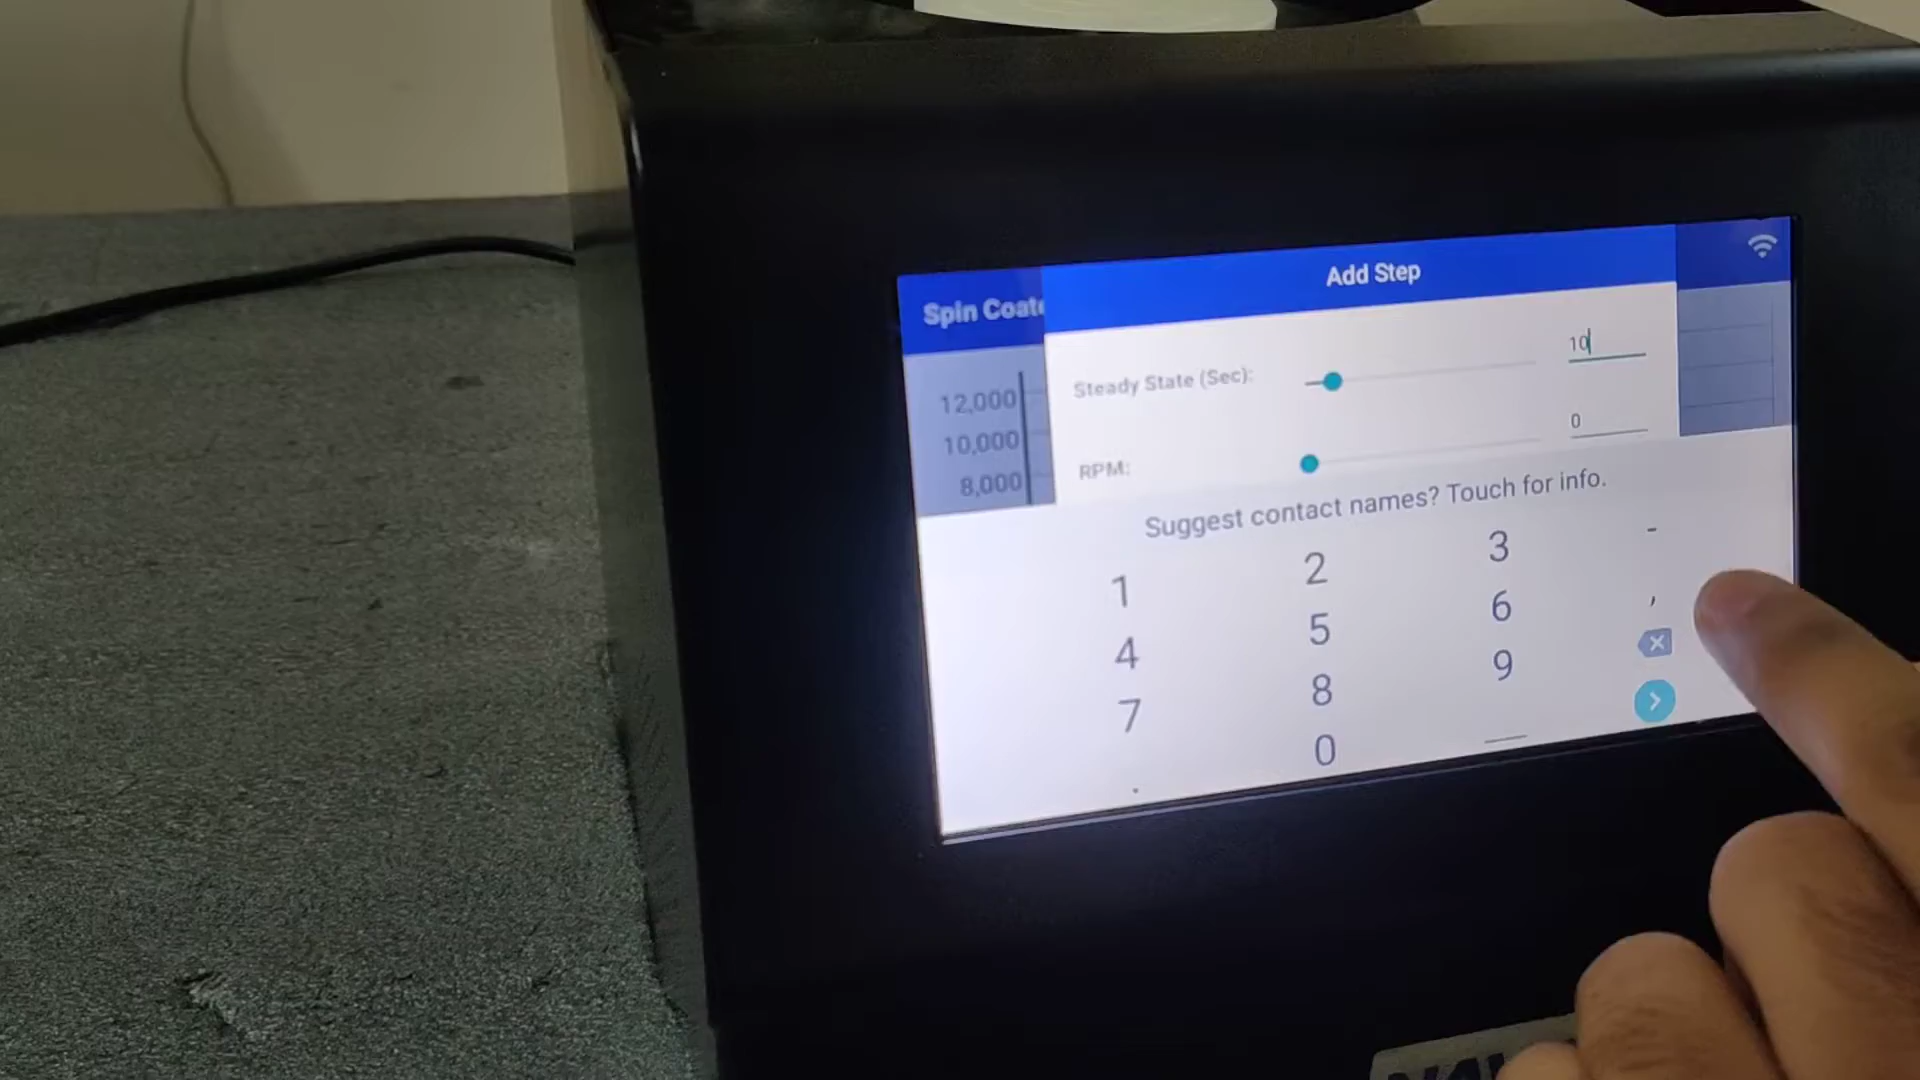 Add Step
Spin Coate
10
Steady State (Sec):
12,000
0
10,000
RPM:
8,000
Suggest contact names? Touch for info.
1 2 3 -
4 5 6 ,
7 8 9
. 0